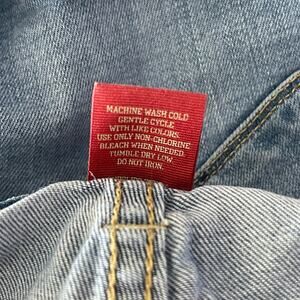 MACHINE WASH COLD
GENTLE CYCLE
WITH LIKE COLORS.
USE ONLY NON-CHLORINE
BLEACH WHEN NEEDED.
TUMBLE DRY LOW.
DO NOT IRON.